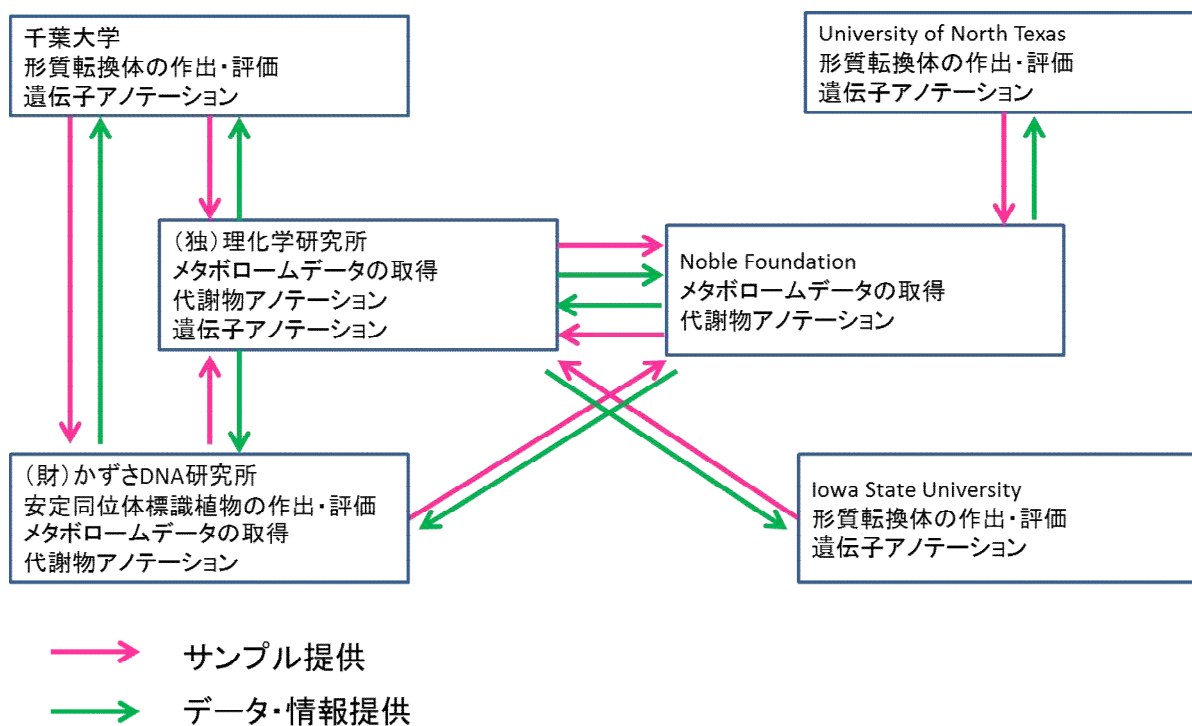 千葉大学
形質転換体の作出・評価
遺伝子アノテーション
University of North Texas
形質転換体の作出・評価
遺伝子アノテーション
（独）理化学研究所
メタボロームデータの取得
代謝物アノテーション
遺伝子アノテーション
Noble Foundation
メタボロームデータの取得
代謝物アノテーション
（財）かずさDNA研究所
安定同位体標識植物の作出・評価
メタボロームデータの取得
代謝物アノテーション
Iowa State University
形質転換体の作出・評価
遺伝子アノテーション
サンプル提供
データ・情報提供